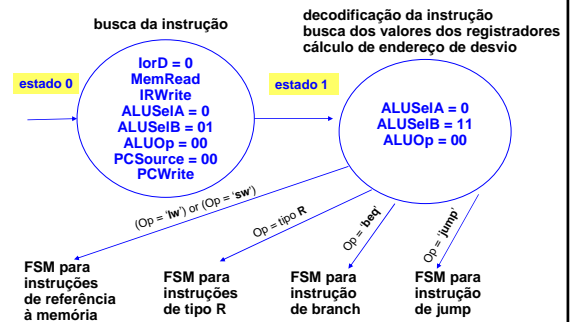 busca da instrução
decodificação da instrução
busca dos valores dos registradores
cálculo de endereço de desvio
estado 0
IorD = 0
MemRead
IRWrite
ALUSelA = 0
ALUSelB = 01
ALUOp = 00
PCSource = 00
PCWrite
estado 1
ALUSelA = 0
ALUSelB = 11
ALUOp = 00
(Op = 'lw') or (Op = 'sw')
Op = tipo R
Op = 'beq'
Op = 'jump'
FSM para
instruções
de referência
à memória
FSM para
instruções
de tipo R
FSM para
instrução
de branch
FSM para
instrução
de jump